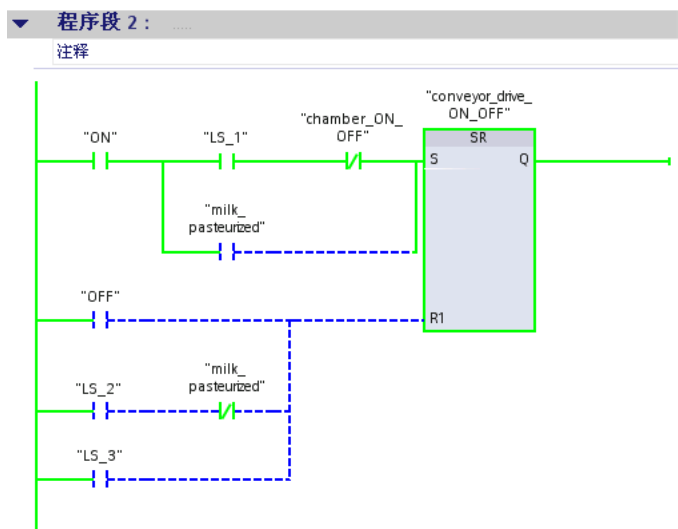 程序段 2： .....
注释
"conveyor_drive_
ON_OFF"
"chamber_ON_
OFF"
"ON"
"LS_1"
SR
S
Q
"milk_
pasteurized"
"OFF"
R1
"milk_
pasteurized"
"LS_2"
"LS_3"